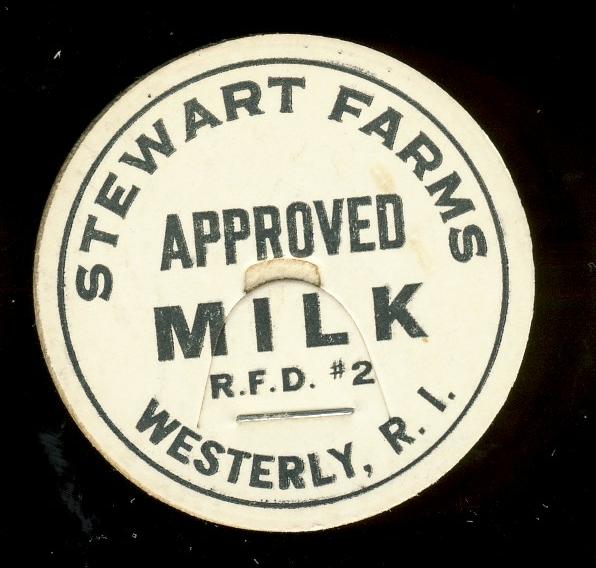 STEWART FARMS
APPROVED
MILK
R.F.D. #2
WESTERLY, R. I.